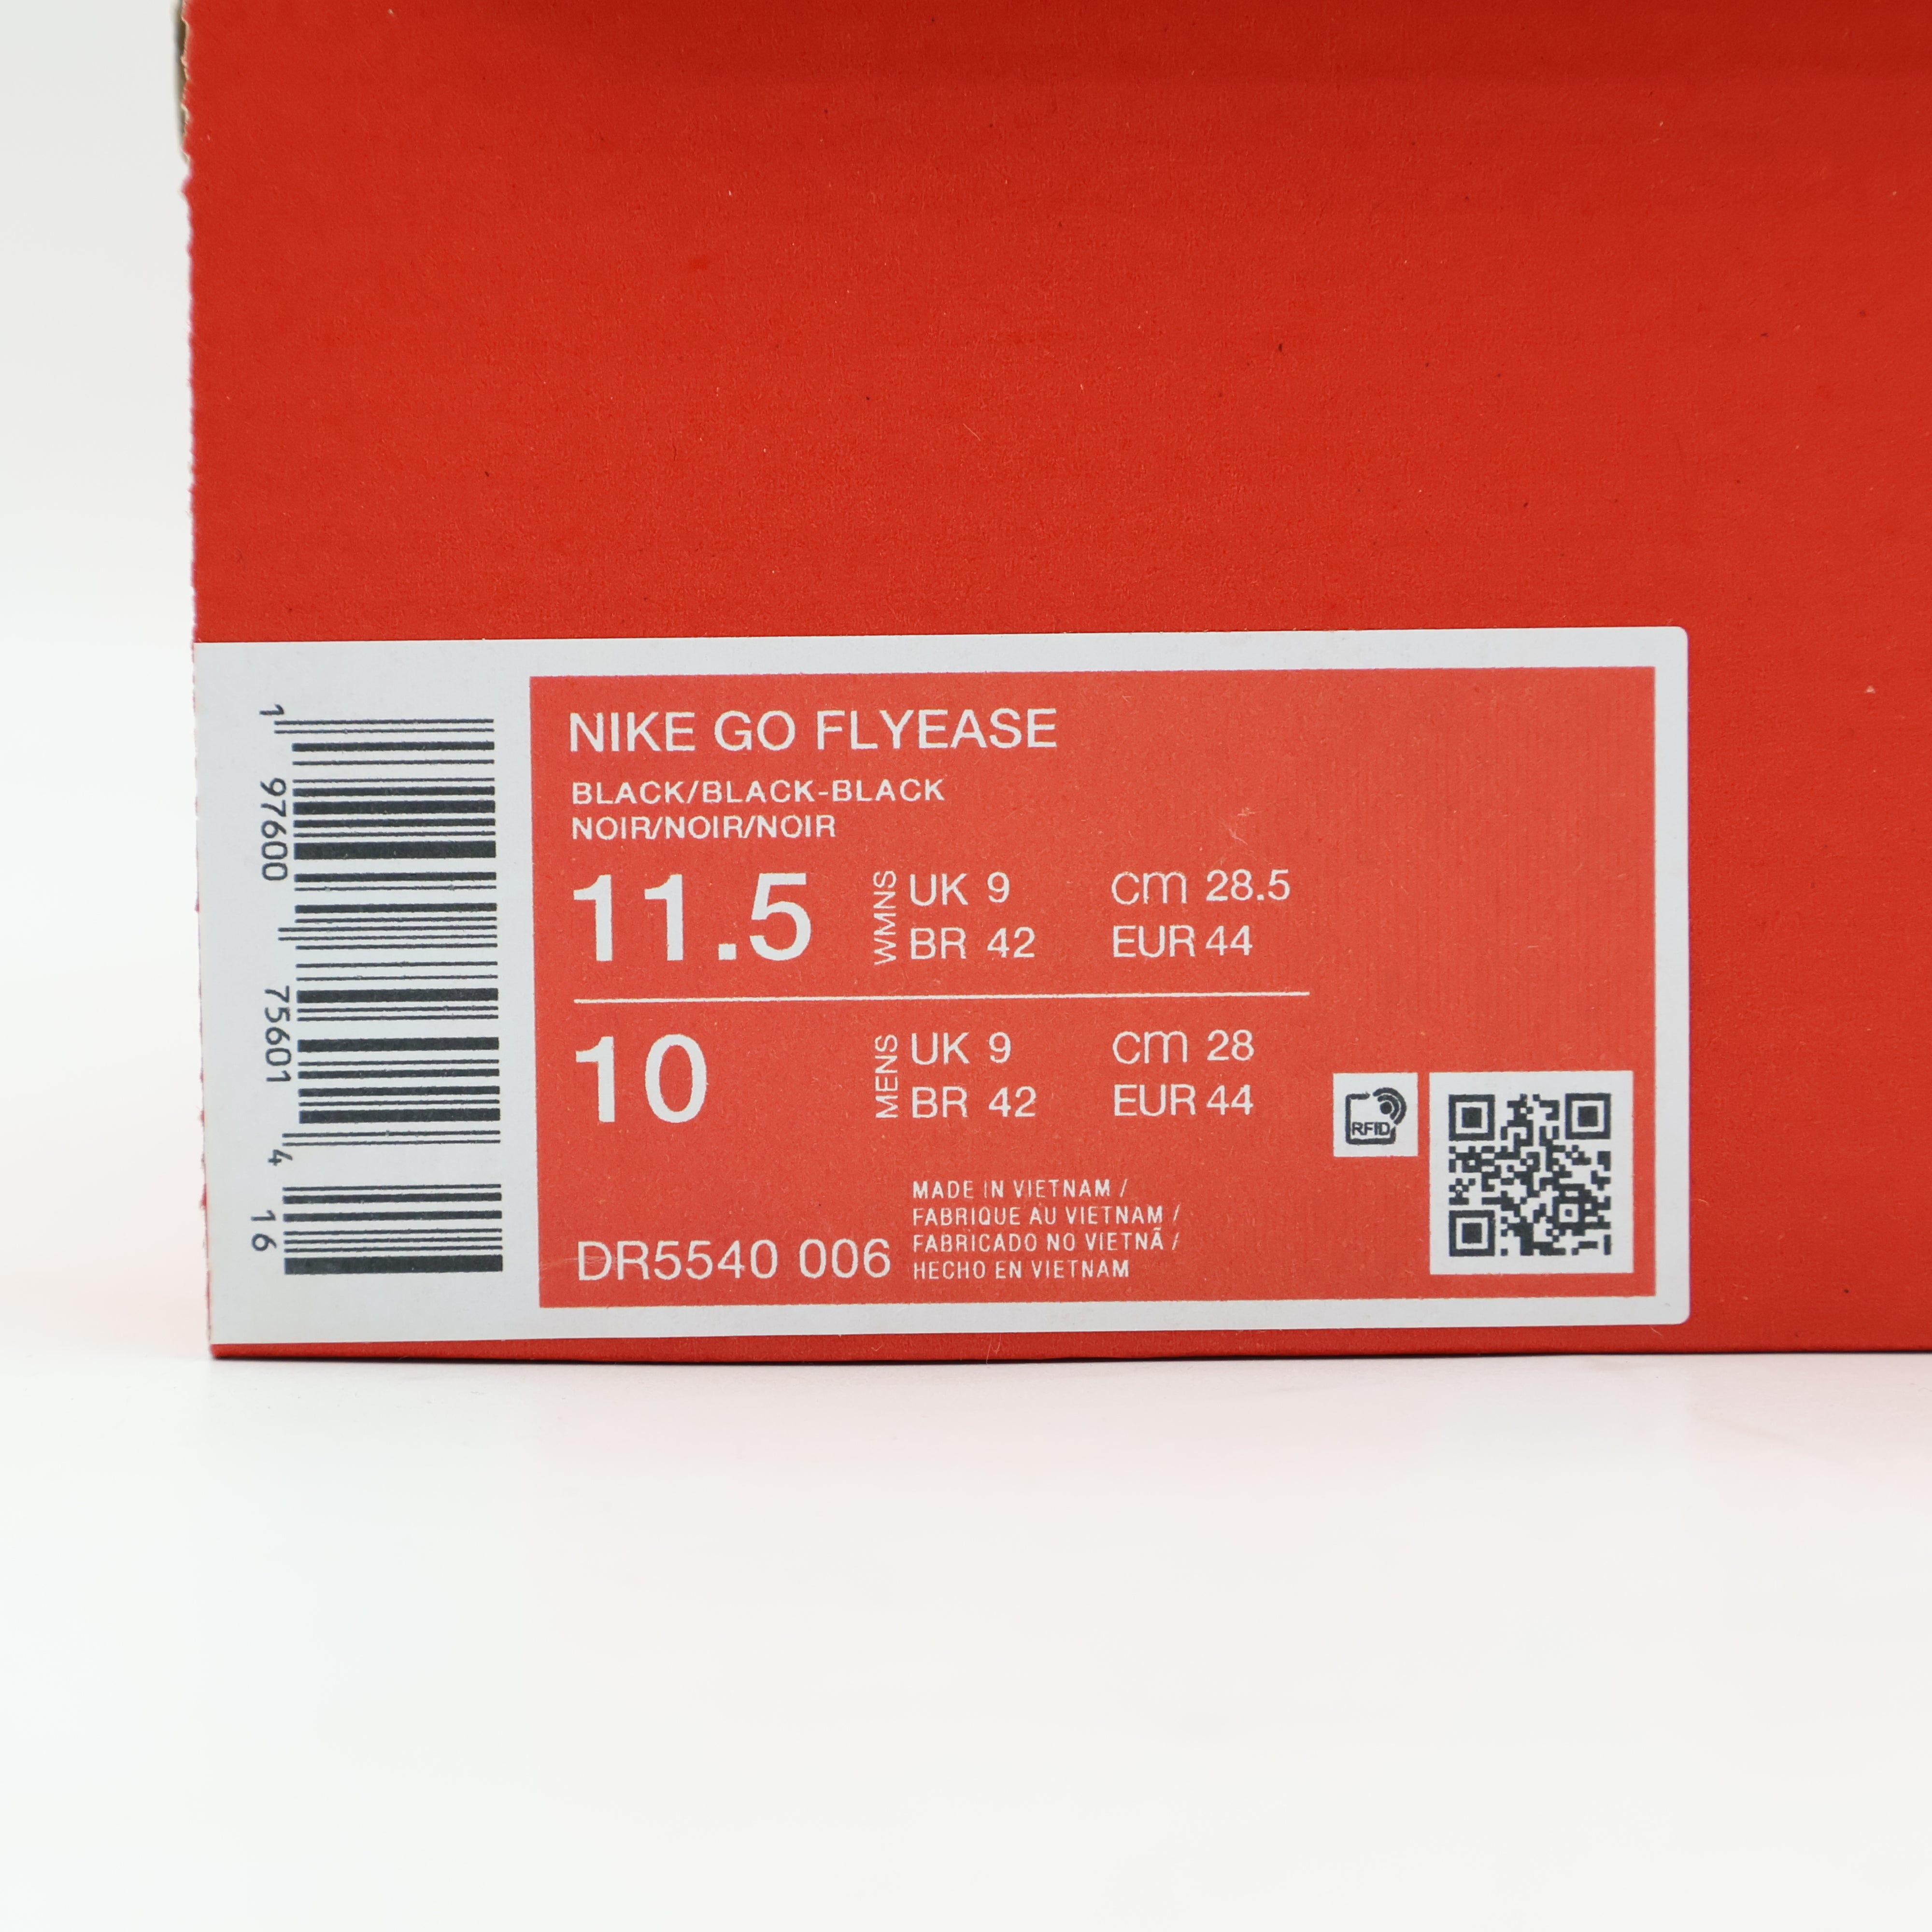 NIKE GO FLYEASE
BLACK/BLACK-BLACK
NOIR/NOIR/NOIR
11.5 WMNS UK 9 cm 28.5
BR 42 EUR 44
10 MENS UK 9 cm 28
BR 42 EUR 44
RFID
MADE IN VIETNAM /
FABRIQUE AU VIETNAM /
FABRICADO NO VIETNÃ /
HECHO EN VIETNAM
DR5540 006
1 97600 75601 4 16